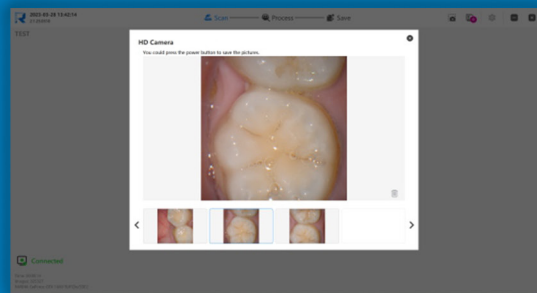 2023-03-28 15:42:14
Scan
Process
Save
TEST
HD Camera
You could press the power button to save the pictures.
Connected